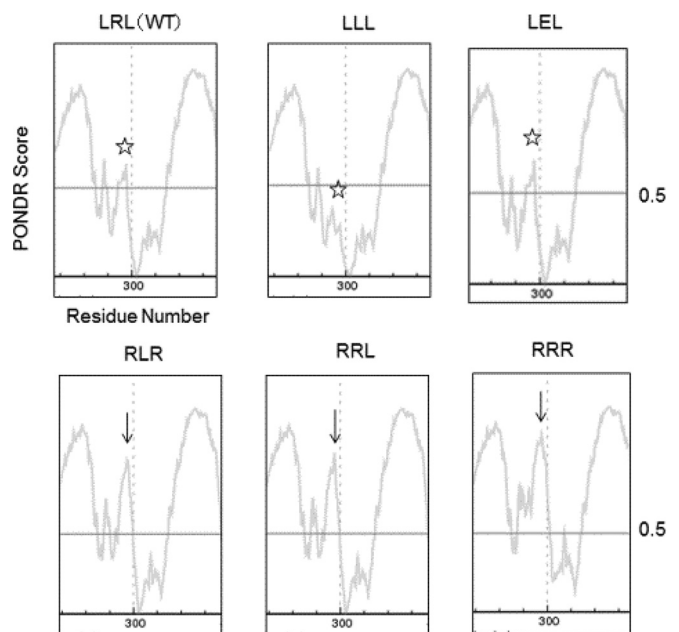 LRL(WT) LLL LEL
PONDR Score
0.5
300 300 300
Residue Number
RLR RRL RRR
0.5
300 300 300